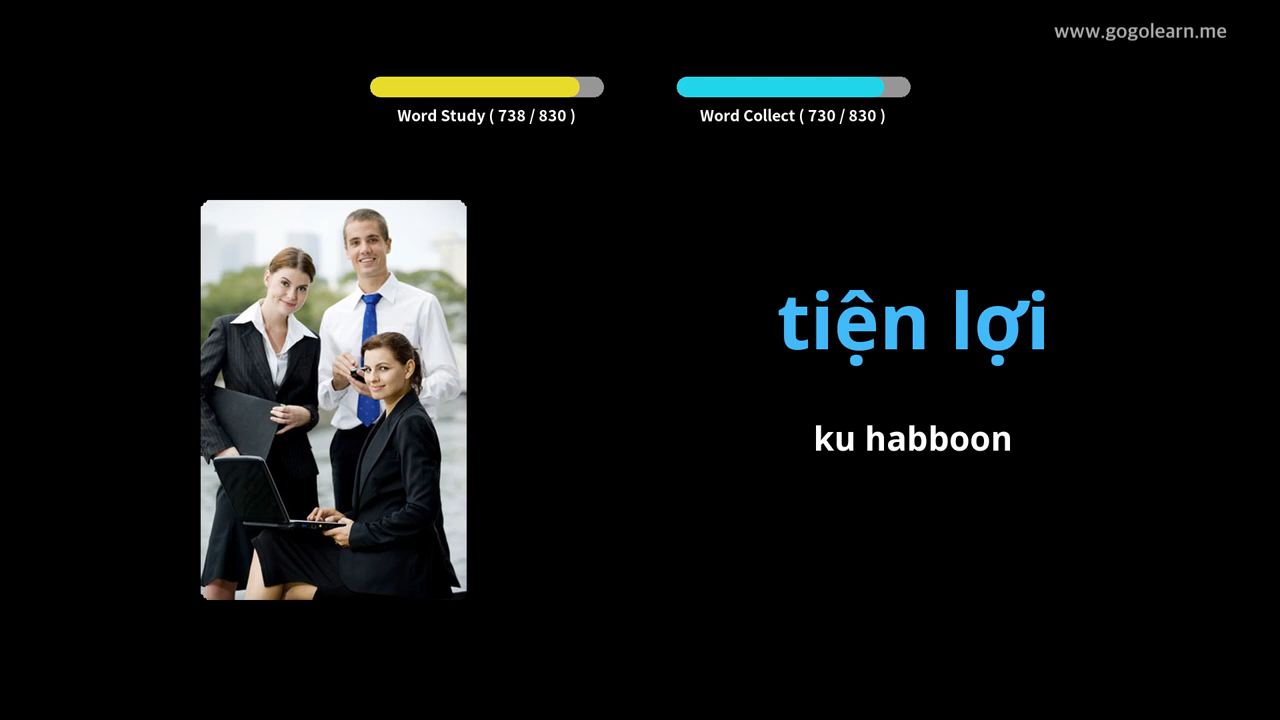 www.gogolearn.me
Word Study ( 738 / 830 )
Word Collect ( 730 / 830 )
tiện lợi
ku habboon